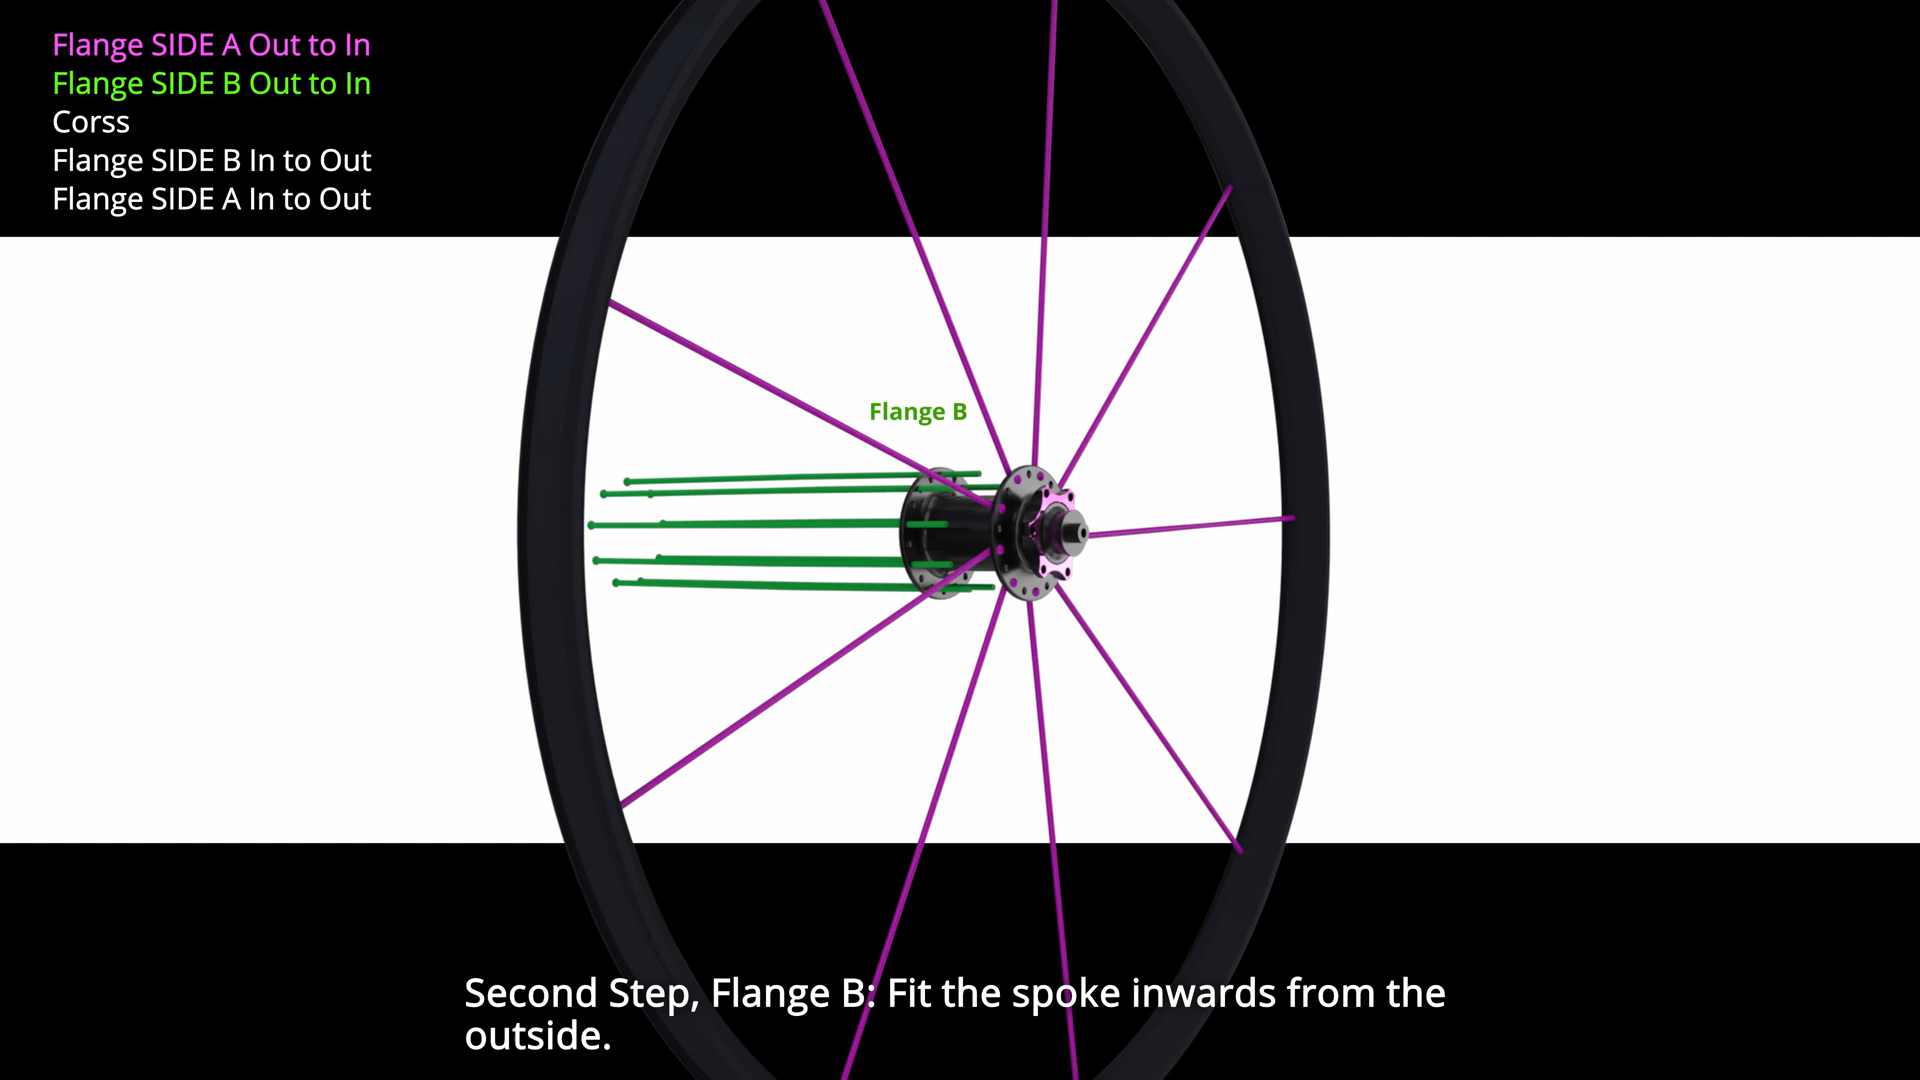 Flange SIDE A Out to In
Flange SIDE B Out to In
Corss
Flange SIDE B In to Out
Flange SIDE A In to Out
Flange B
Second Step, Flange B: Fit the spoke inwards from the
outside.